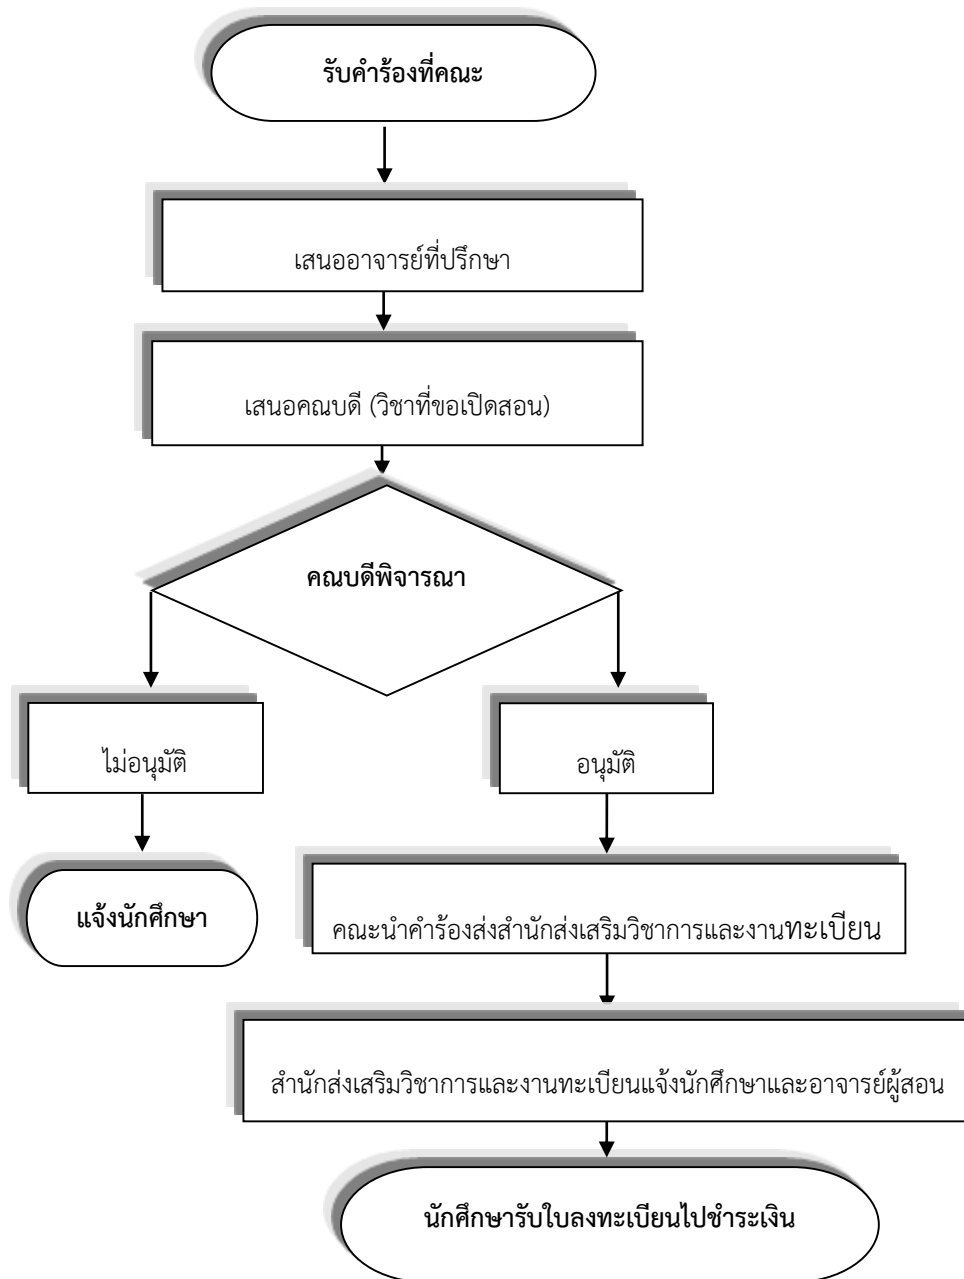 รับคำร้องที่คณะ
เสนออาจารย์ที่ปรึกษา
เสนอคณบดี (วิชาที่ขอเปิดสอน)
คณบดีพิจารณา
ไม่อนุมัติ
อนุมัติ
แจ้งนักศึกษา
คณะนำคำร้องส่งสำนักส่งเสริมวิชาการและงานทะเบียน
สำนักส่งเสริมวิชาการและงานทะเบียนแจ้งนักศึกษาและอาจารย์ผู้สอน
นักศึกษารับใบลงทะเบียนไปชำระเงิน